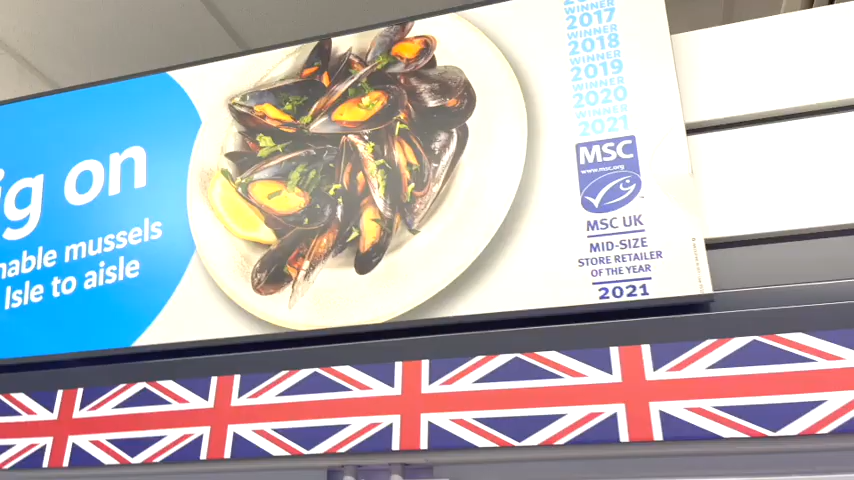 ig on
nable mussels
Isle to aisle
WINNER
2017
WINNER
2018
WINNER
2019
WINNER
2020
WINNER
2021
MSC
www.msc.org
MSC UK
MID-SIZE
STORE RETAILER
OF THE YEAR
2021